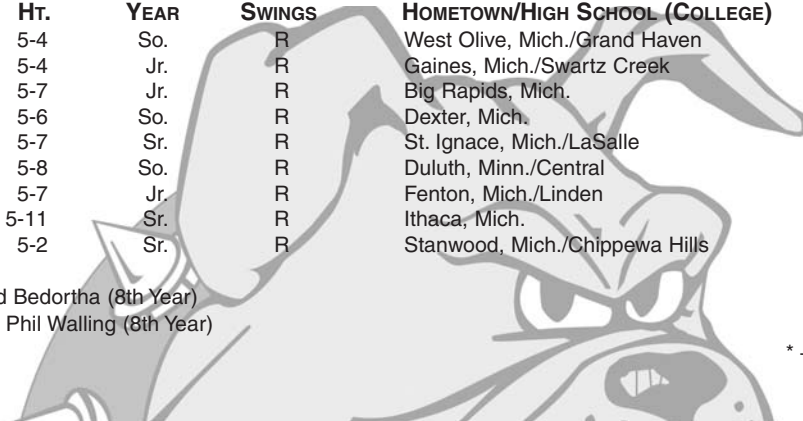 HT. YEAR SWINGS HOMETOWN/HIGH SCHOOL (COLLEGE)
5-4 So. R West Olive, Mich./Grand Haven
5-4 Jr. R Gaines, Mich./Swartz Creek
5-7 Jr. R Big Rapids, Mich.
5-6 So. R Dexter, Mich.
5-7 Sr. R St. Ignace, Mich./LaSalle
5-8 So. R Duluth, Minn./Central
5-7 Jr. R Fenton, Mich./Linden
5-11 Sr. R Ithaca, Mich.
5-2 Sr. R Stanwood, Mich./Chippewa Hills
d Bedortha (8th Year)
Phil Walling (8th Year)
* -